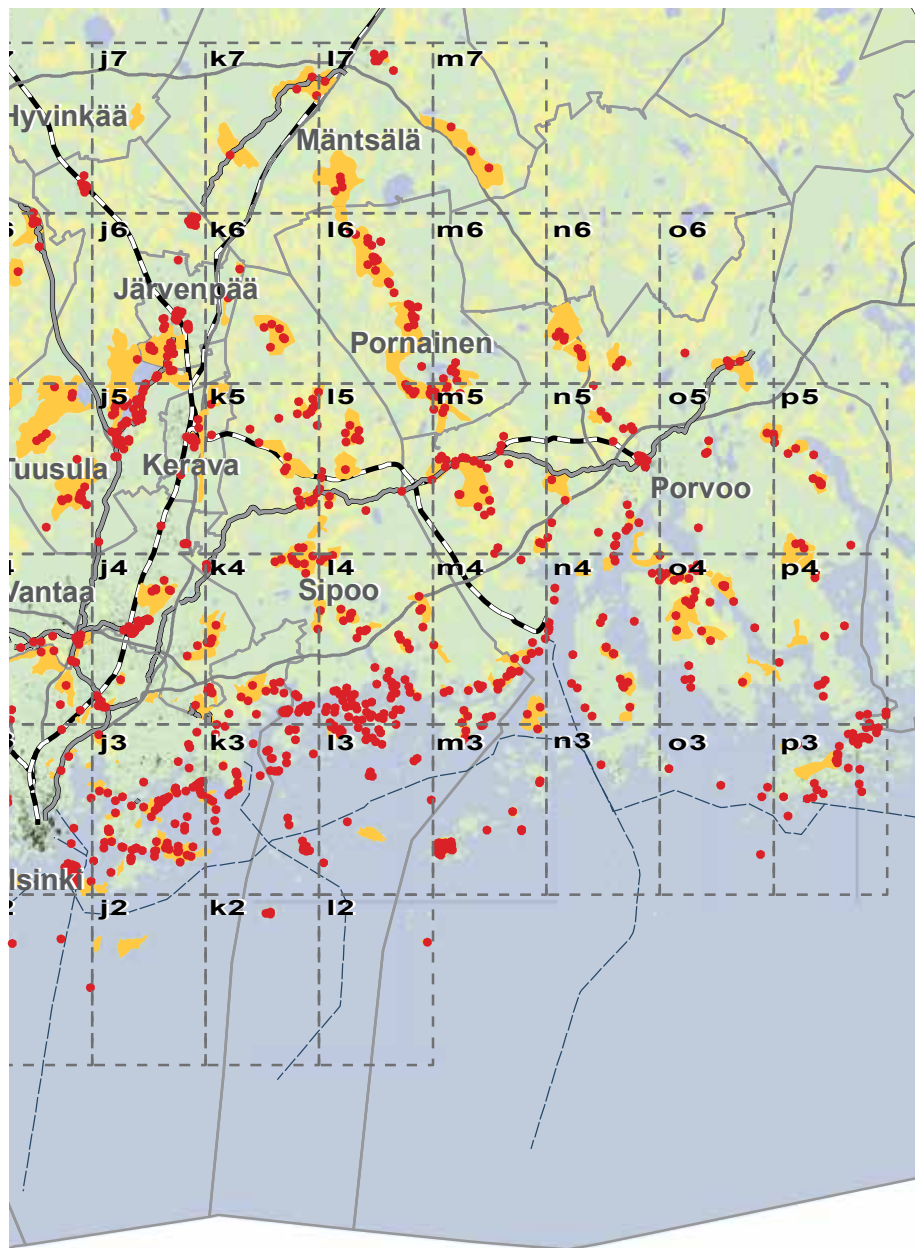 j7 k7 l7 m7
Hyvinkää
Mäntsälä
j6 k6 l6 m6 n6 o6
Järvenpää
Pornainen
j5 k5 l5 m5 n5 o5 p5
Tuusula Kerava
Porvoo
j4 k4 l4 m4 n4 o4 p4
Vantaa Sipoo
j3 k3 l3 m3 n3 o3 p3
lsinki
j2 k2 l2